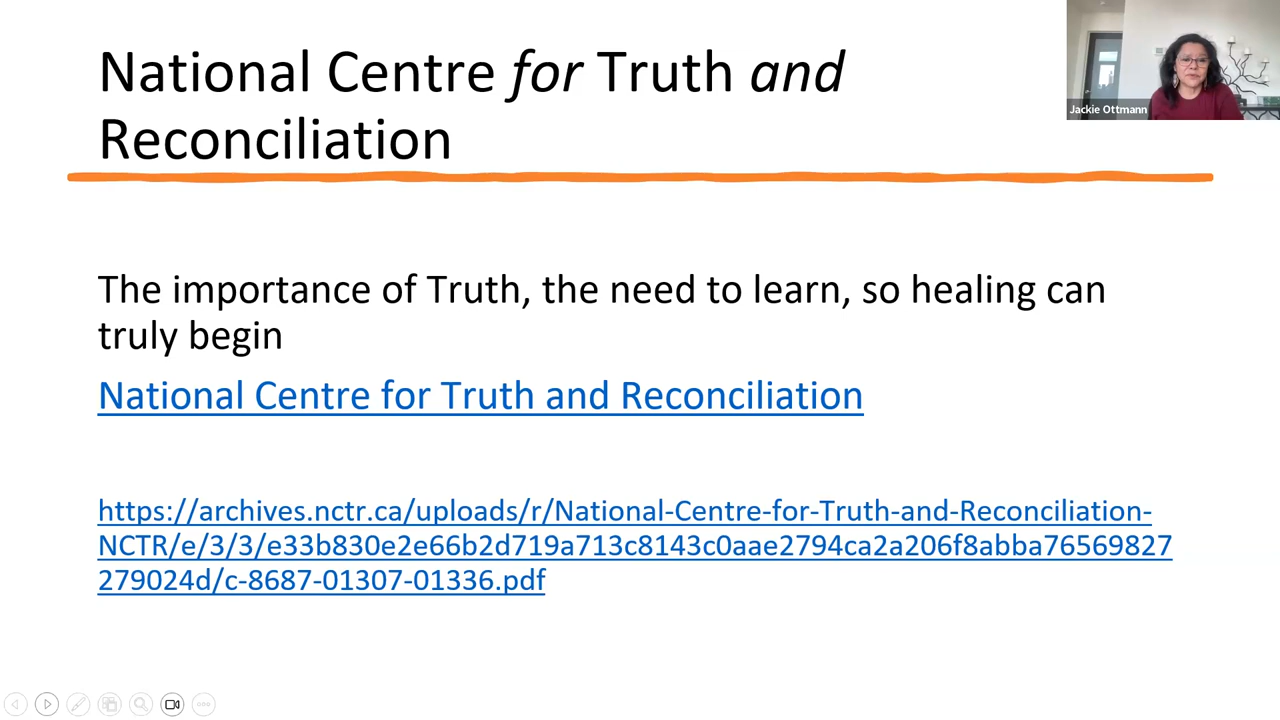 National Centre for Truth and
Reconciliation
Jackie Ottmann
The importance of Truth, the need to learn, so healing can
truly begin
National Centre for Truth and Reconciliation
https://archives.nctr.ca/uploads/r/National-Centre-for-Truth-and-Reconciliation-
NCTR/e/3/3/e33b830e2e66b2d719a713c8143c0aae2794ca2a206f8abba76569827
279024d/c-8687-01307-01336.pdf